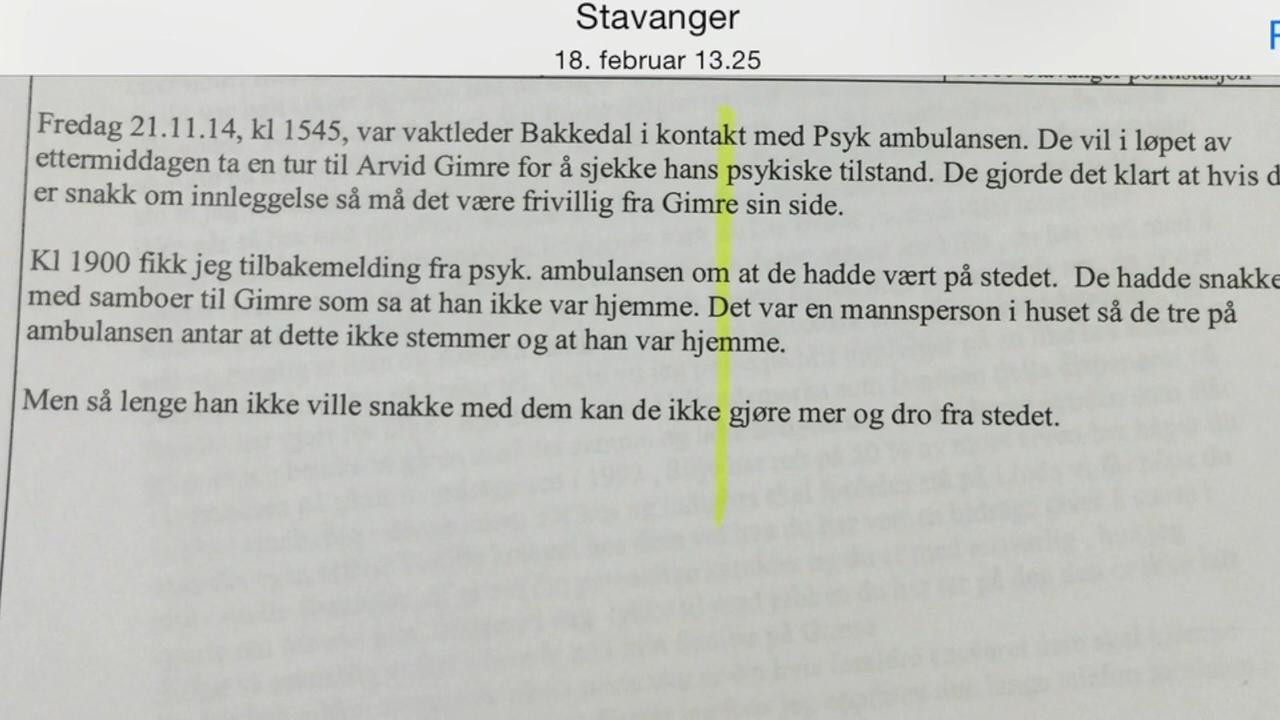 Stavanger
18. februar 13.25
Stavanger politistasjon
Fredag 21.11.14, kl 1545, var vaktleder Bakkedal i kontakt med Psyk ambulansen. De vil i løpet av
ettermiddagen ta en tur til Arvid Gimre for å sjekke hans psykiske tilstand. De gjorde det klart at hvis d
er snakk om innleggelse så må det være frivillig fra Gimre sin side.
Kl 1900 fikk jeg tilbakemelding fra psyk. ambulansen om at de hadde vært på stedet. De hadde snakke
med samboer til Gimre som sa at han ikke var hjemme. Det var en mannsperson i huset så de tre på
ambulansen antar at dette ikke stemmer og at han var hjemme.
Men så lenge han ikke ville snakke med dem kan de ikke gjøre mer og dro fra stedet.